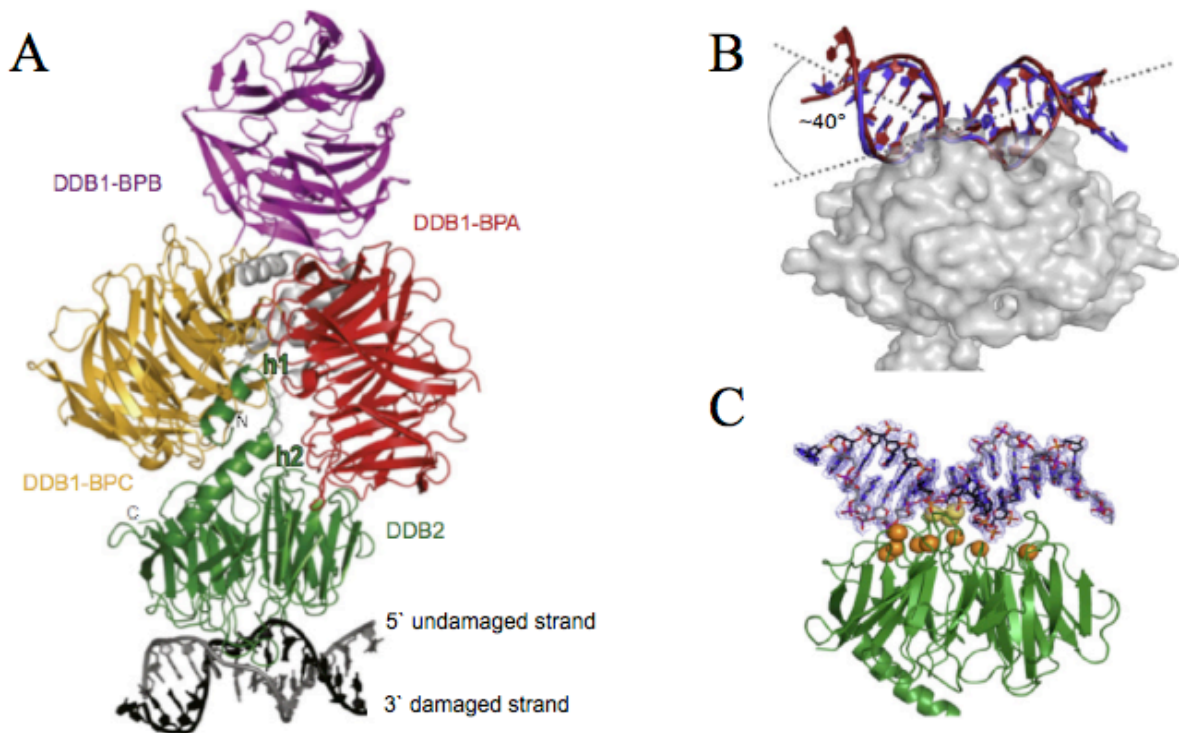 A
B
DDB1-BPB
~40°
DDB1-BPA
h1
N
h2
C
DDB1-BPC
C
DDB2
5` undamaged strand
3` damaged strand